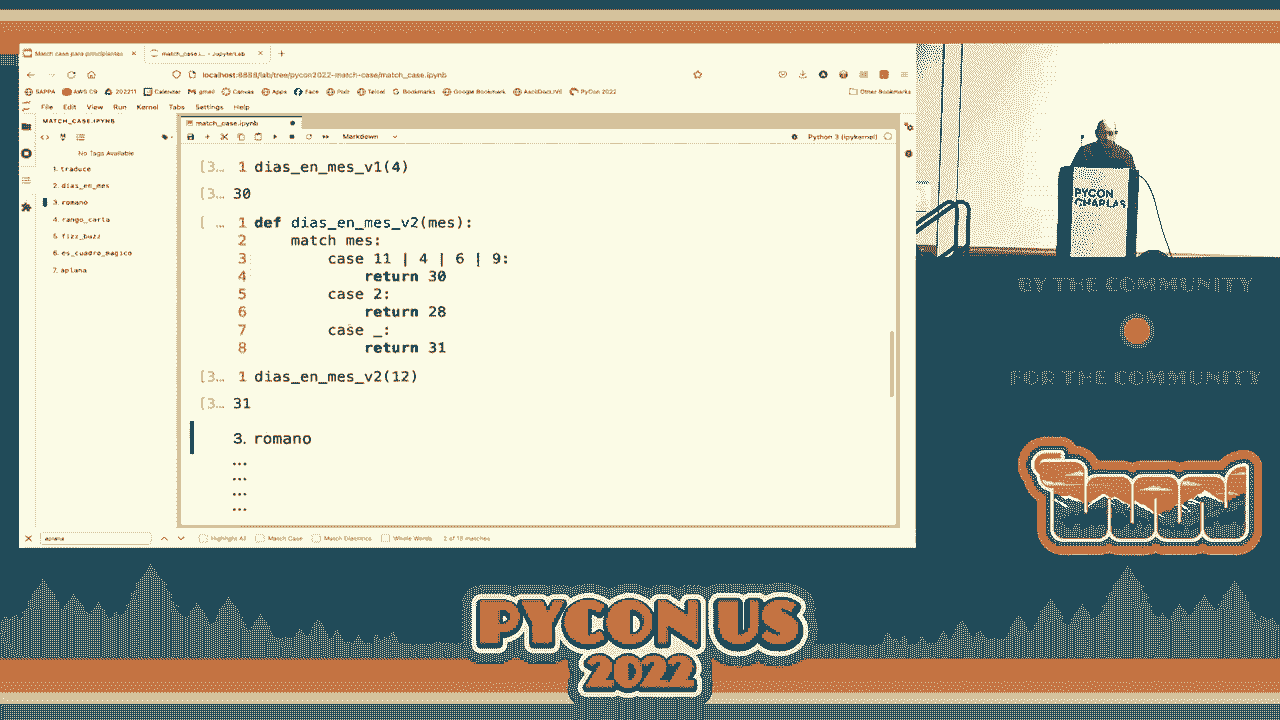 Match case para principiantes
match_case.i... - JupyterLab
localhost:8888/lab/tree/pycon2022-match-case/match_case.ipynb
SAPPA AWS C9 202211 Calendar gmail Canvas Apps Face Telcel Bookmarks Google Bookmark AsciiDoctor PyCon 2022 Other Bookmarks
File Edit View Run Kernel Tabs Settings Help
MATCH_CASE.IPYNB
match_case.ipynb
Markdown
Python 3 (ipykernel)
No Tags Available
1. traduce
2. dias_en_mes
3. romano
4. rango_carta
5. fizz_buzz
6. es_cuadro_magico
7. aplana
[3... 1 dias_en_mes_v1(4)
[3... 30
[ ... 1 def dias_en_mes_v2(mes):
2 match mes:
3 case 11 | 4 | 6 | 9:
4 return 30
5 case 2:
6 return 28
7 case _:
8 return 31
[3... 1 dias_en_mes_v2(12)
[3... 31
3. romano
...
...
...
...
aplana
Highlight All Match Case Match Diacritics Whole Words 2 of 18 matches
PYCON
CHARLAS
BY THE COMMUNITY
FOR THE COMMUNITY
PYCON US
2022